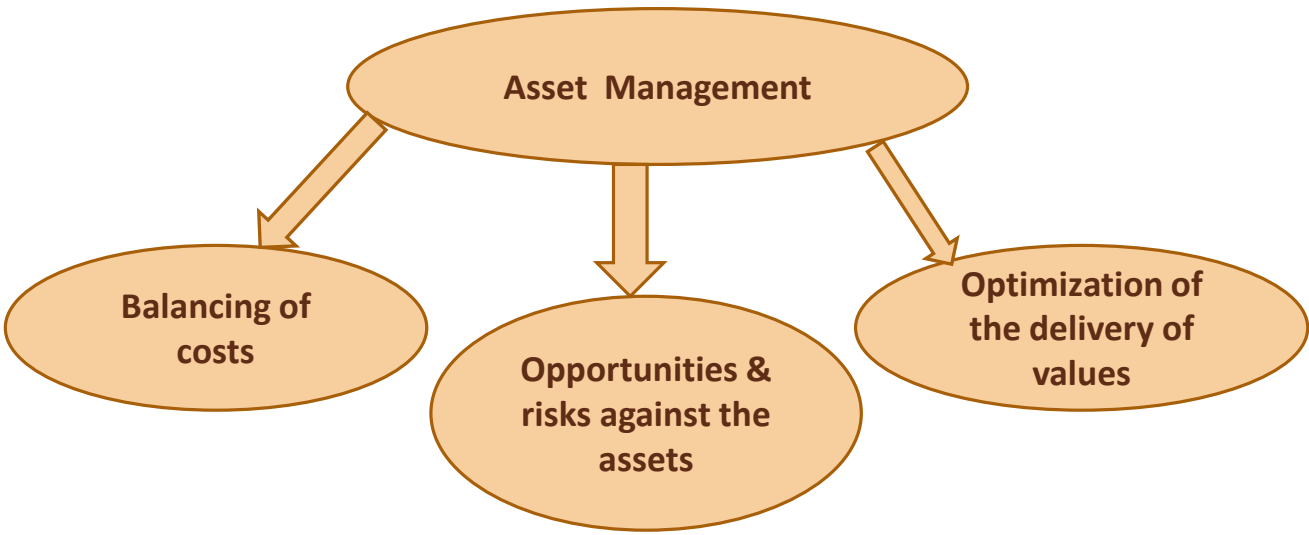 Asset  Management
Balancing of
costs
Opportunities &
risks against the
assets
Optimization of
the delivery of
values